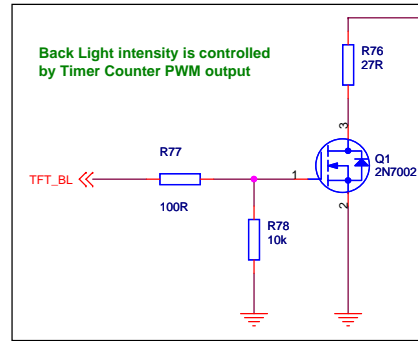 Back Light intensity is controlled
by Timer Counter PWM output
R76
27R
3
R77
Q1
2N7002
1
TFT_BL
2
100R
R78
10k